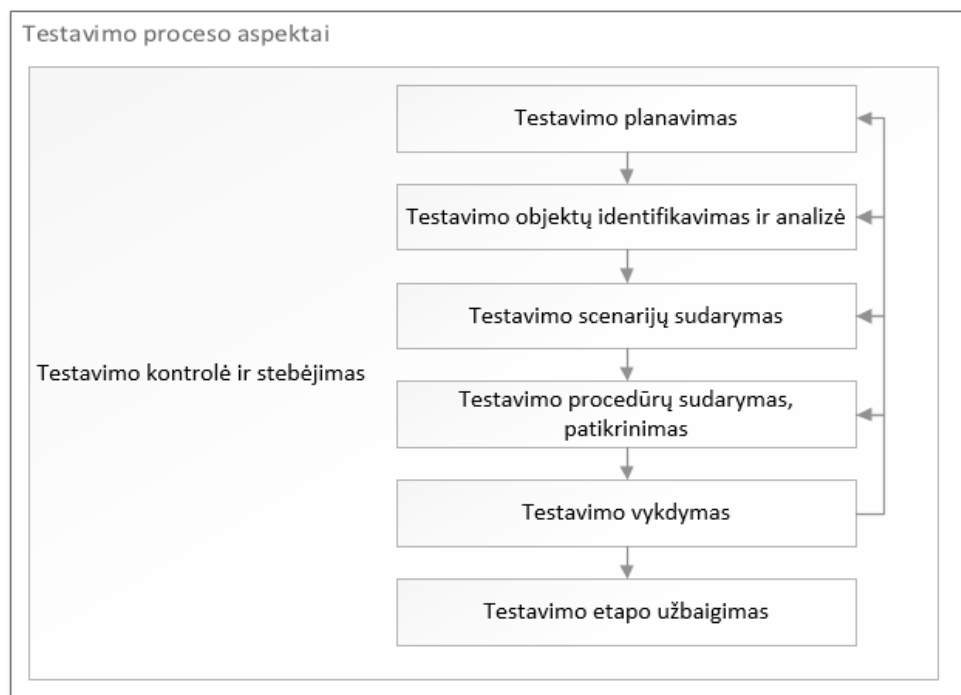 Testavimo proceso aspektai
Testavimo planavimas
Testavimo objektų identifikavimas ir analizė
Testavimo scenarijų sudarymas
Testavimo kontrolė ir stebėjimas
Testavimo procedūrų sudarymas,
patikrinimas
Testavimo vykdymas
Testavimo etapo užbaigimas